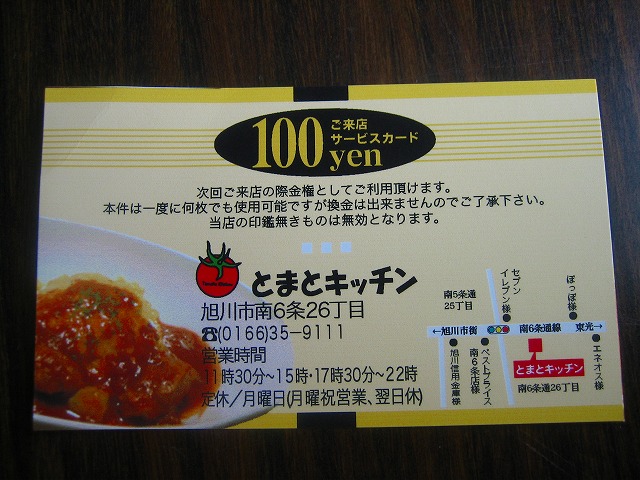 100 yen
ご来店
サービスカード
次回ご来店の際金権としてご利用頂けます。
本件は一度に何枚でも使用可能ですが換金は出来ませんのでご了承下さい。
当店の印鑑無きものは無効となります。
とまとキッチン
旭川市南6条26丁目
☎(0166)35-9111
営業時間
11時30分~15時・17時30分~22時
定休/月曜日(月曜祝営業、翌日休)
南5条通
25丁目
セブン
イレブン様
ぽっぽ様
←旭川市街
南6条通線
東光→
旭川信用金庫様
ベストプライス
南6条店様
とまとキッチン
南6条通26丁目
エネオス様